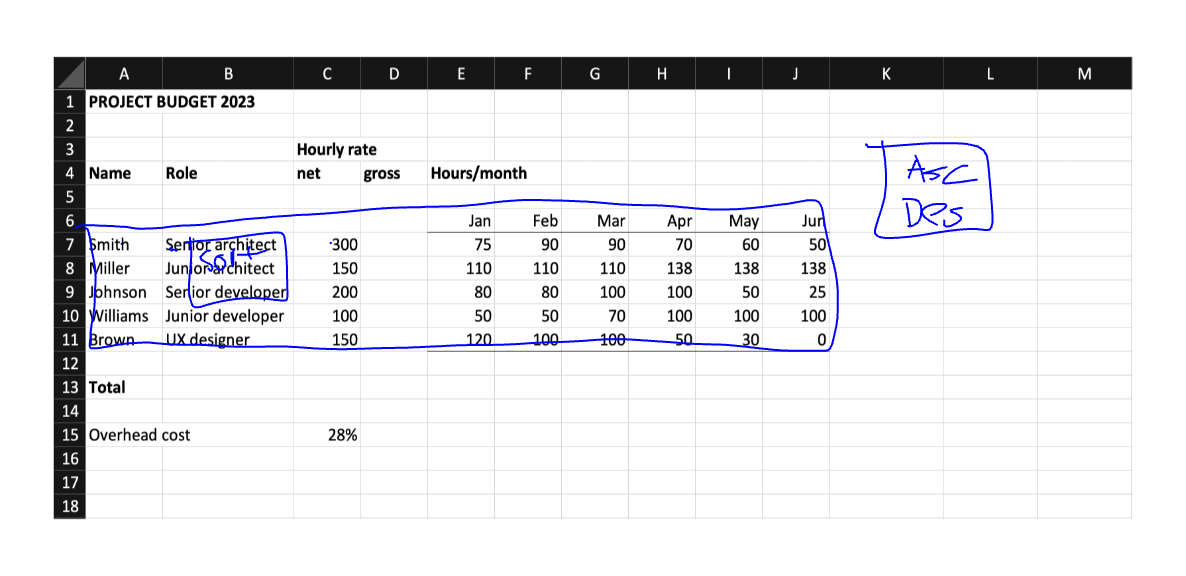 A B C D E F G H I J K L M
1 PROJECT BUDGET 2023
2
3 Hourly rate
4 Name Role net gross Hours/month
5
6 Jan Feb Mar Apr May Jun
7 Smith Senior architect 300 75 90 90 70 60 50
8 Miller Junior architect 150 110 110 110 138 138 138
9 Johnson Senior developer 200 80 80 100 100 50 25
10 Williams Junior developer 100 50 50 70 100 100 100
11 Brown UX designer 150 120 100 100 50 30 0
12
13 Total
14
15 Overhead cost 28%
16
17
18
Sort
Asc
Des